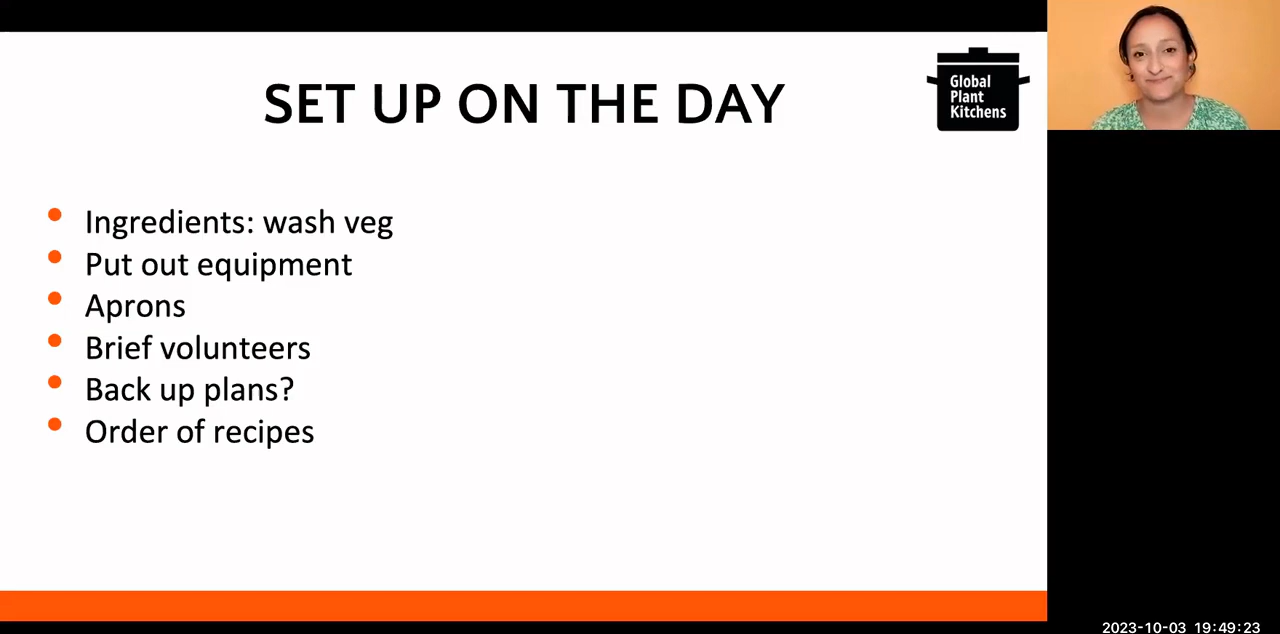 SET UP ON THE DAY
Global
Plant
Kitchens
Ingredients: wash veg
Put out equipment
Aprons
Brief volunteers
Back up plans?
Order of recipes
2023-10-03 19:49:23